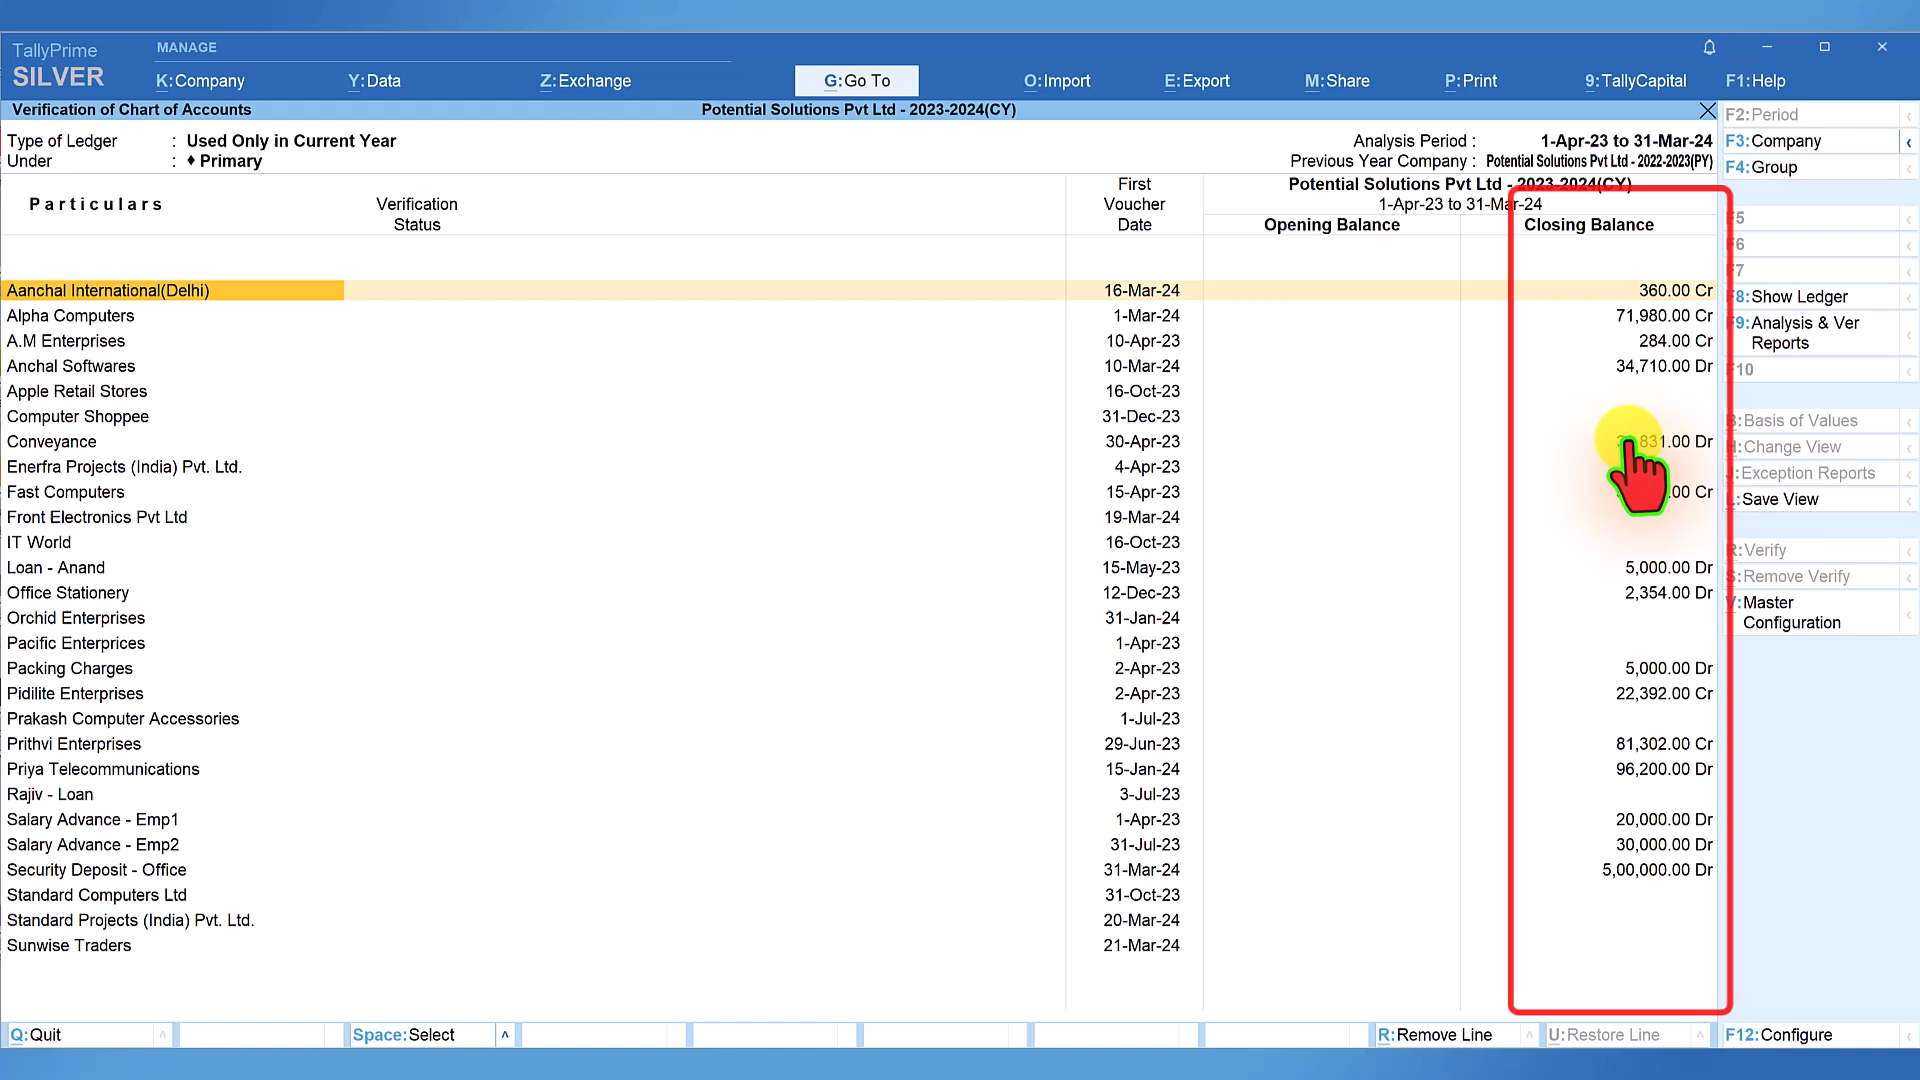 TallyPrime
SILVER
MANAGE
K:Company Y:Data Z:Exchange G:Go To O:Import E:Export M:Share P:Print 9:TallyCapital F1:Help
Verification of Chart of Accounts Potential Solutions Pvt Ltd - 2023-2024(CY)
Type of Ledger : Used Only in Current Year Analysis Period : 1-Apr-23 to 31-Mar-24
Under : ♦ Primary Previous Year Company : Potential Solutions Pvt Ltd - 2022-2023(PY)
Particulars Verification Status First Voucher Date Potential Solutions Pvt Ltd - 2023-2024(CY)
1-Apr-23 to 31-Mar-24
Opening Balance Closing Balance
Aanchal International(Delhi) 16-Mar-24 360.00 Cr
Alpha Computers 1-Mar-24 71,980.00 Cr
A.M Enterprises 10-Apr-23 284.00 Cr
Anchal Softwares 10-Mar-24 34,710.00 Dr
Apple Retail Stores 16-Oct-23
Computer Shoppee 31-Dec-23
Conveyance 30-Apr-23 Dr
Enerfra Projects (India) Pvt. Ltd. 4-Apr-23
Fast Computers 15-Apr-23 Cr
Front Electronics Pvt Ltd 19-Mar-24
IT World 16-Oct-23
Loan - Anand 15-May-23 5,000.00 Dr
Office Stationery 12-Dec-23 2,354.00 Dr
Orchid Enterprises 31-Jan-24
Pacific Enterprices 1-Apr-23
Packing Charges 2-Apr-23 5,000.00 Dr
Pidilite Enterprises 2-Apr-23 22,392.00 Cr
Prakash Computer Accessories 1-Jul-23
Prithvi Enterprises 29-Jun-23 81,302.00 Cr
Priya Telecommunications 15-Jan-24 96,200.00 Dr
Rajiv - Loan 3-Jul-23
Salary Advance - Emp1 1-Apr-23 20,000.00 Dr
Salary Advance - Emp2 31-Jul-23 30,000.00 Dr
Security Deposit - Office 31-Mar-24 5,00,000.00 Dr
Standard Computers Ltd 31-Oct-23
Standard Projects (India) Pvt. Ltd. 20-Mar-24
Sunwise Traders 21-Mar-24
F2:Period
F3:Company
F4:Group
F5
F6
F7
F8:Show Ledger
F9:Analysis & Ver
Reports
F10
B:Basis of Values
H:Change View
J:Exception Reports
L:Save View
R:Verify
S:Remove Verify
V:Master
Configuration
Q:Quit Space:Select R:Remove Line U:Restore Line F12:Configure